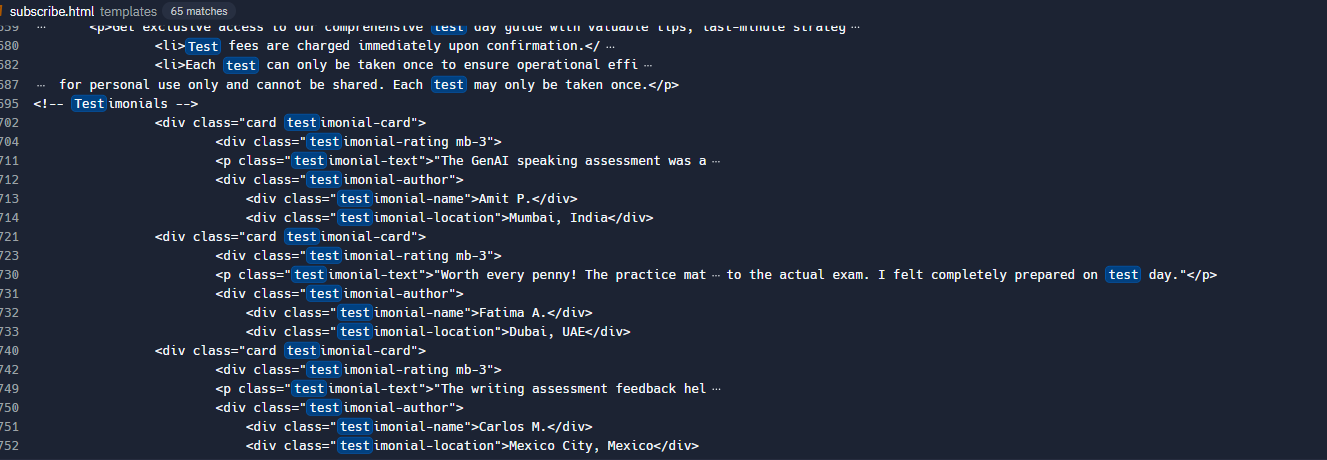 subscribe.html templates 65 matches
659 ··· <p>Get exclusive access to our comprehensive test day guide with valuable tips, last-minute strateg ···
680 <li>Test fees are charged immediately upon confirmation.</ ···
682 <li>Each test can only be taken once to ensure operational effi ···
687 ··· for personal use only and cannot be shared. Each test may only be taken once.</p>
695 <!-- Testimonials -->
702 <div class="card testimonial-card">
704 <div class="testimonial-rating mb-3">
711 <p class="testimonial-text">"The GenAI speaking assessment was a ···
712 <div class="testimonial-author">
713 <div class="testimonial-name">Amit P.</div>
714 <div class="testimonial-location">Mumbai, India</div>
721 <div class="card testimonial-card">
723 <div class="testimonial-rating mb-3">
730 <p class="testimonial-text">"Worth every penny! The practice mat ··· to the actual exam. I felt completely prepared on test day."</p>
731 <div class="testimonial-author">
732 <div class="testimonial-name">Fatima A.</div>
733 <div class="testimonial-location">Dubai, UAE</div>
740 <div class="card testimonial-card">
742 <div class="testimonial-rating mb-3">
749 <p class="testimonial-text">"The writing assessment feedback hel ···
750 <div class="testimonial-author">
751 <div class="testimonial-name">Carlos M.</div>
752 <div class="testimonial-location">Mexico City, Mexico</div>